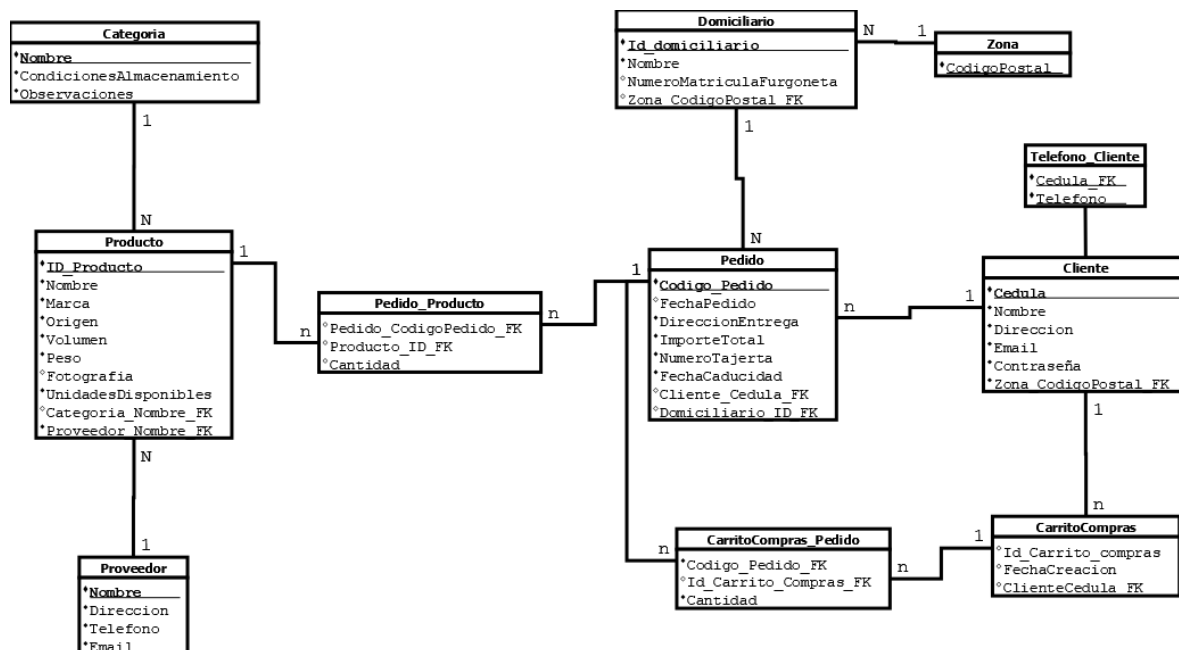 Categoria
Nombre
CondicionesAlmacenamiento
Observaciones
1
N
Producto
ID_Producto
Nombre
Marca
Origen
Volumen
Peso
Fotografia
UnidadesDisponibles
Categoria_Nombre_FK
Proveedor_Nombre_FK
N
1
Proveedor
Nombre
Direccion
Telefono
Email
1
n
Pedido_Producto
Pedido_CodigoPedido_FK
Producto_ID_FK
Cantidad
n
1
Domiciliario
Id_domiciliario
Nombre
NumeroMatriculaFurgoneta
Zona_CodigoPostal_FK
N
1
Zona
CodigoPostal
1
N
Pedido
Codigo_Pedido
FechaPedido
DireccionEntrega
ImporteTotal
NumeroTajerta
FechaCaducidad
Cliente_Cedula_FK
Domiciliario_ID_FK
n
1
Telefono_Cliente
Cedula_FK
Telefono
Cliente
Cedula
Nombre
Direccion
Email
Contraseña
Zona_CodigoPostal_FK
1
n
CarritoCompras
Id_Carrito_compras
FechaCreacion
ClienteCedula_FK
1
n
CarritoCompras_Pedido
Codigo_Pedido_FK
Id_Carrito_Compras_FK
Cantidad
n